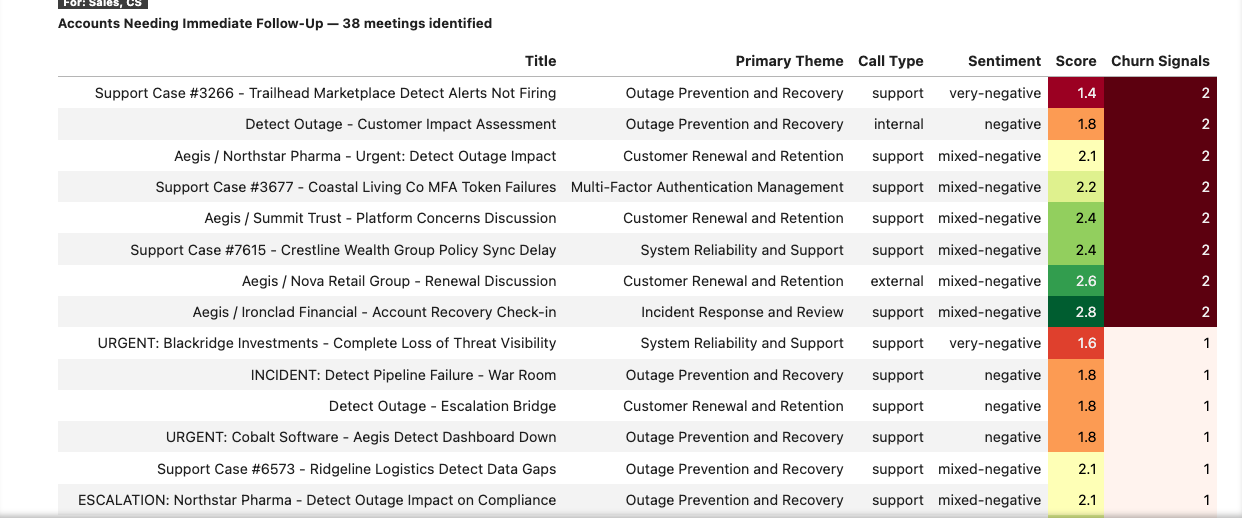 For: Sales, CS
Accounts Needing Immediate Follow-Up — 38 meetings identified
Title Primary Theme Call Type Sentiment Score Churn Signals
Support Case #3266 - Trailhead Marketplace Detect Alerts Not Firing Outage Prevention and Recovery support very-negative 1.4 2
Detect Outage - Customer Impact Assessment Outage Prevention and Recovery internal negative 1.8 2
Aegis / Northstar Pharma - Urgent: Detect Outage Impact Customer Renewal and Retention support mixed-negative 2.1 2
Support Case #3677 - Coastal Living Co MFA Token Failures Multi-Factor Authentication Management support mixed-negative 2.2 2
Aegis / Summit Trust - Platform Concerns Discussion Customer Renewal and Retention support mixed-negative 2.4 2
Support Case #7615 - Crestline Wealth Group Policy Sync Delay System Reliability and Support support mixed-negative 2.4 2
Aegis / Nova Retail Group - Renewal Discussion Customer Renewal and Retention external mixed-negative 2.6 2
Aegis / Ironclad Financial - Account Recovery Check-in Incident Response and Review support mixed-negative 2.8 2
URGENT: Blackridge Investments - Complete Loss of Threat Visibility System Reliability and Support support very-negative 1.6 1
INCIDENT: Detect Pipeline Failure - War Room Outage Prevention and Recovery support negative 1.8 1
Detect Outage - Escalation Bridge Customer Renewal and Retention support negative 1.8 1
URGENT: Cobalt Software - Aegis Detect Dashboard Down Outage Prevention and Recovery support negative 1.8 1
Support Case #6573 - Ridgeline Logistics Detect Data Gaps Outage Prevention and Recovery support mixed-negative 2.1 1
ESCALATION: Northstar Pharma - Detect Outage Impact on Compliance Outage Prevention and Recovery support mixed-negative 2.1 1